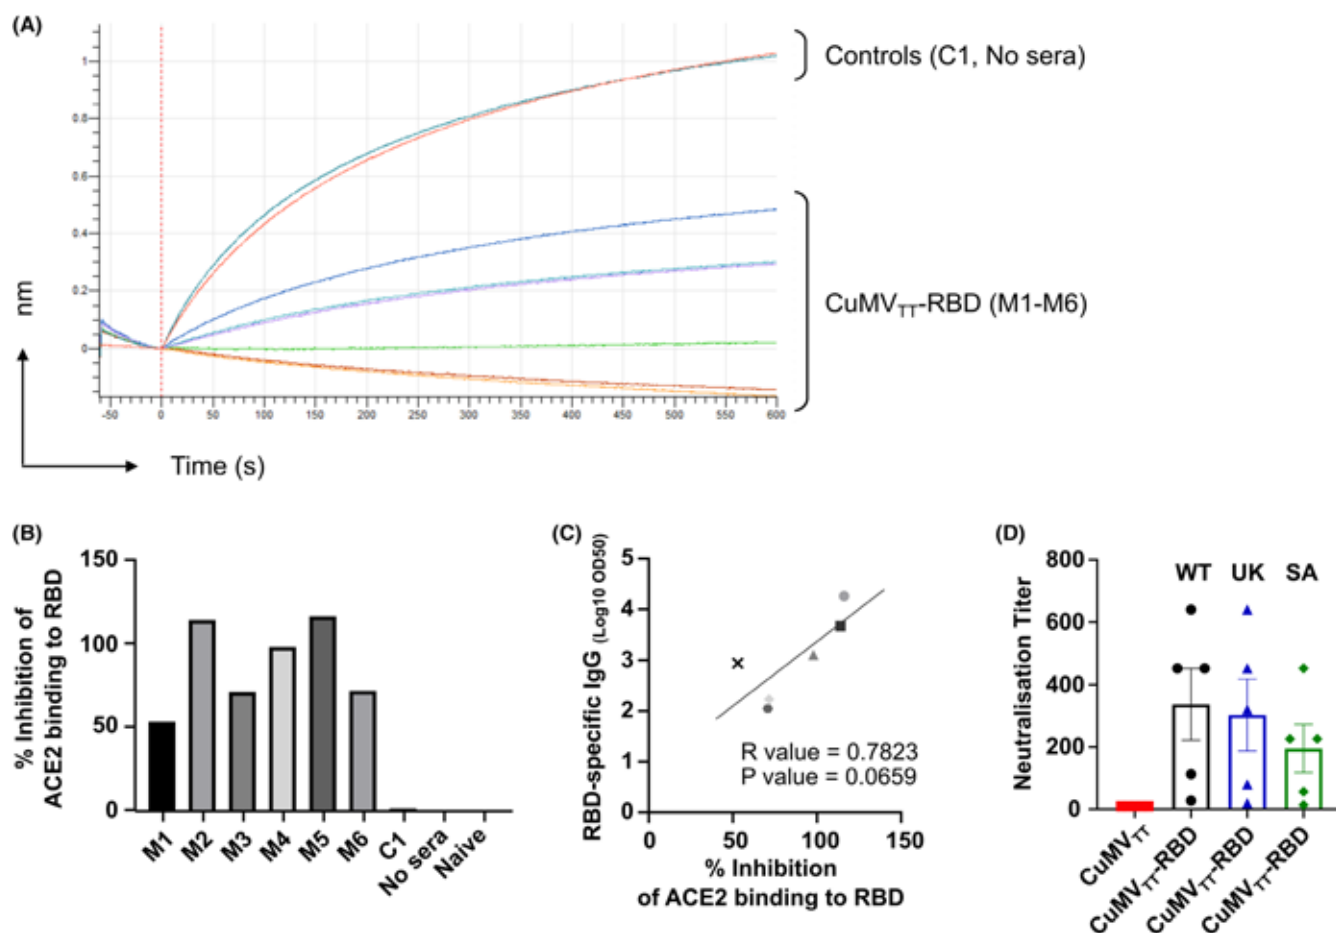 (A)
1
0.8
0.6
0.4
0.2
0
nm
-50 0 50 100 150 200 250 300 350 400 450 500 550 600
Time (s)
Controls (C1, No sera)
CuMVTT-RBD (M1-M6)
(B)
% Inhibition of
ACE2 binding to RBD
150
100
50
0
M1 M2 M3 M4 M5 M6 C1 No sera Naive
(C)
RBD-specific IgG (Log10 OD50)
5
4
3
2
1
0
R value = 0.7823
P value = 0.0659
0 50 100 150
% Inhibition
of ACE2 binding to RBD
(D)
Neutralisation Titer
800
600
400
200
0
WT UK SA
CuMVTT CuMVTT-RBD CuMVTT-RBD CuMVTT-RBD